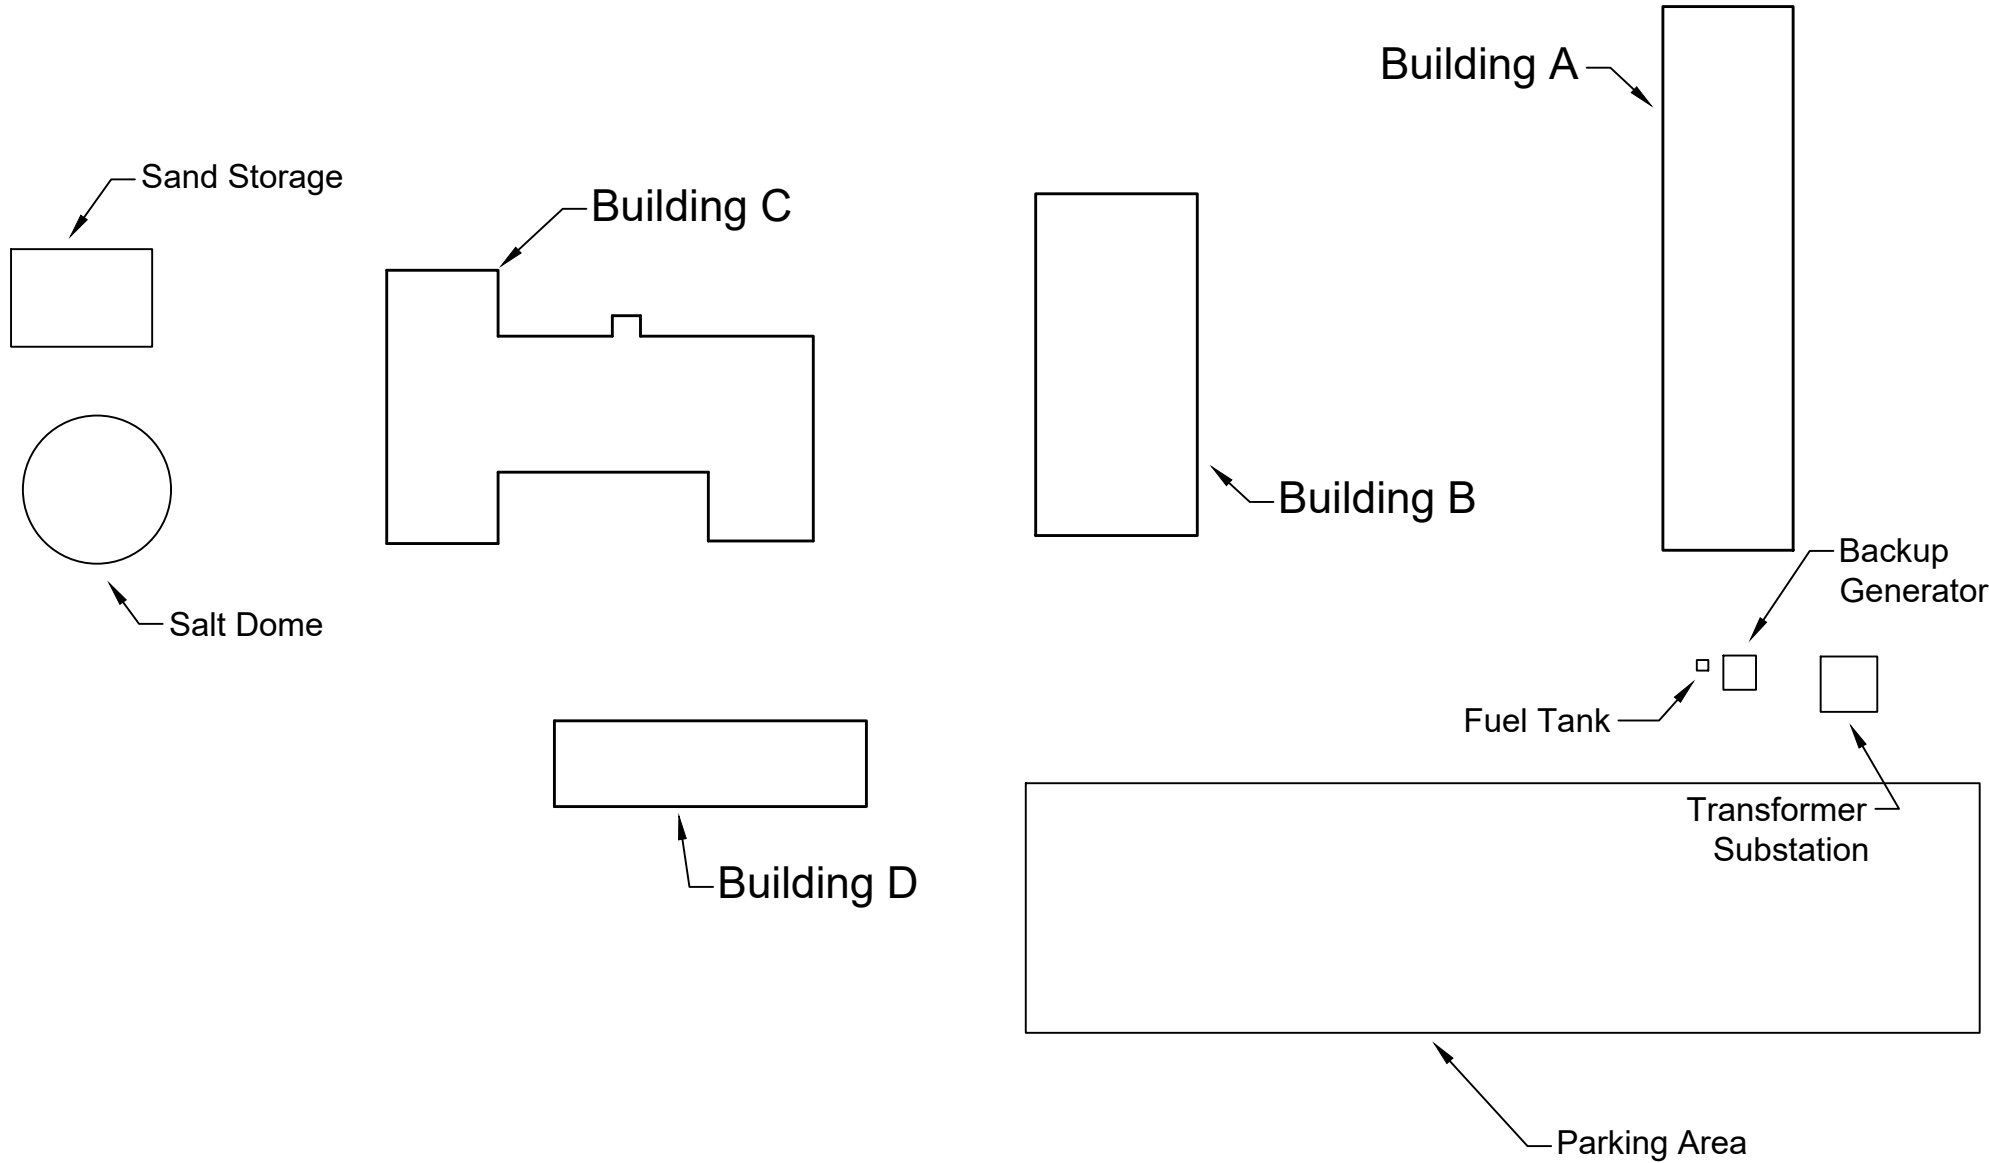 Building A
Sand Storage
Building C
Building B
Backup
Generator
Salt Dome
Fuel Tank
Transformer
Substation
Building D
Parking Area